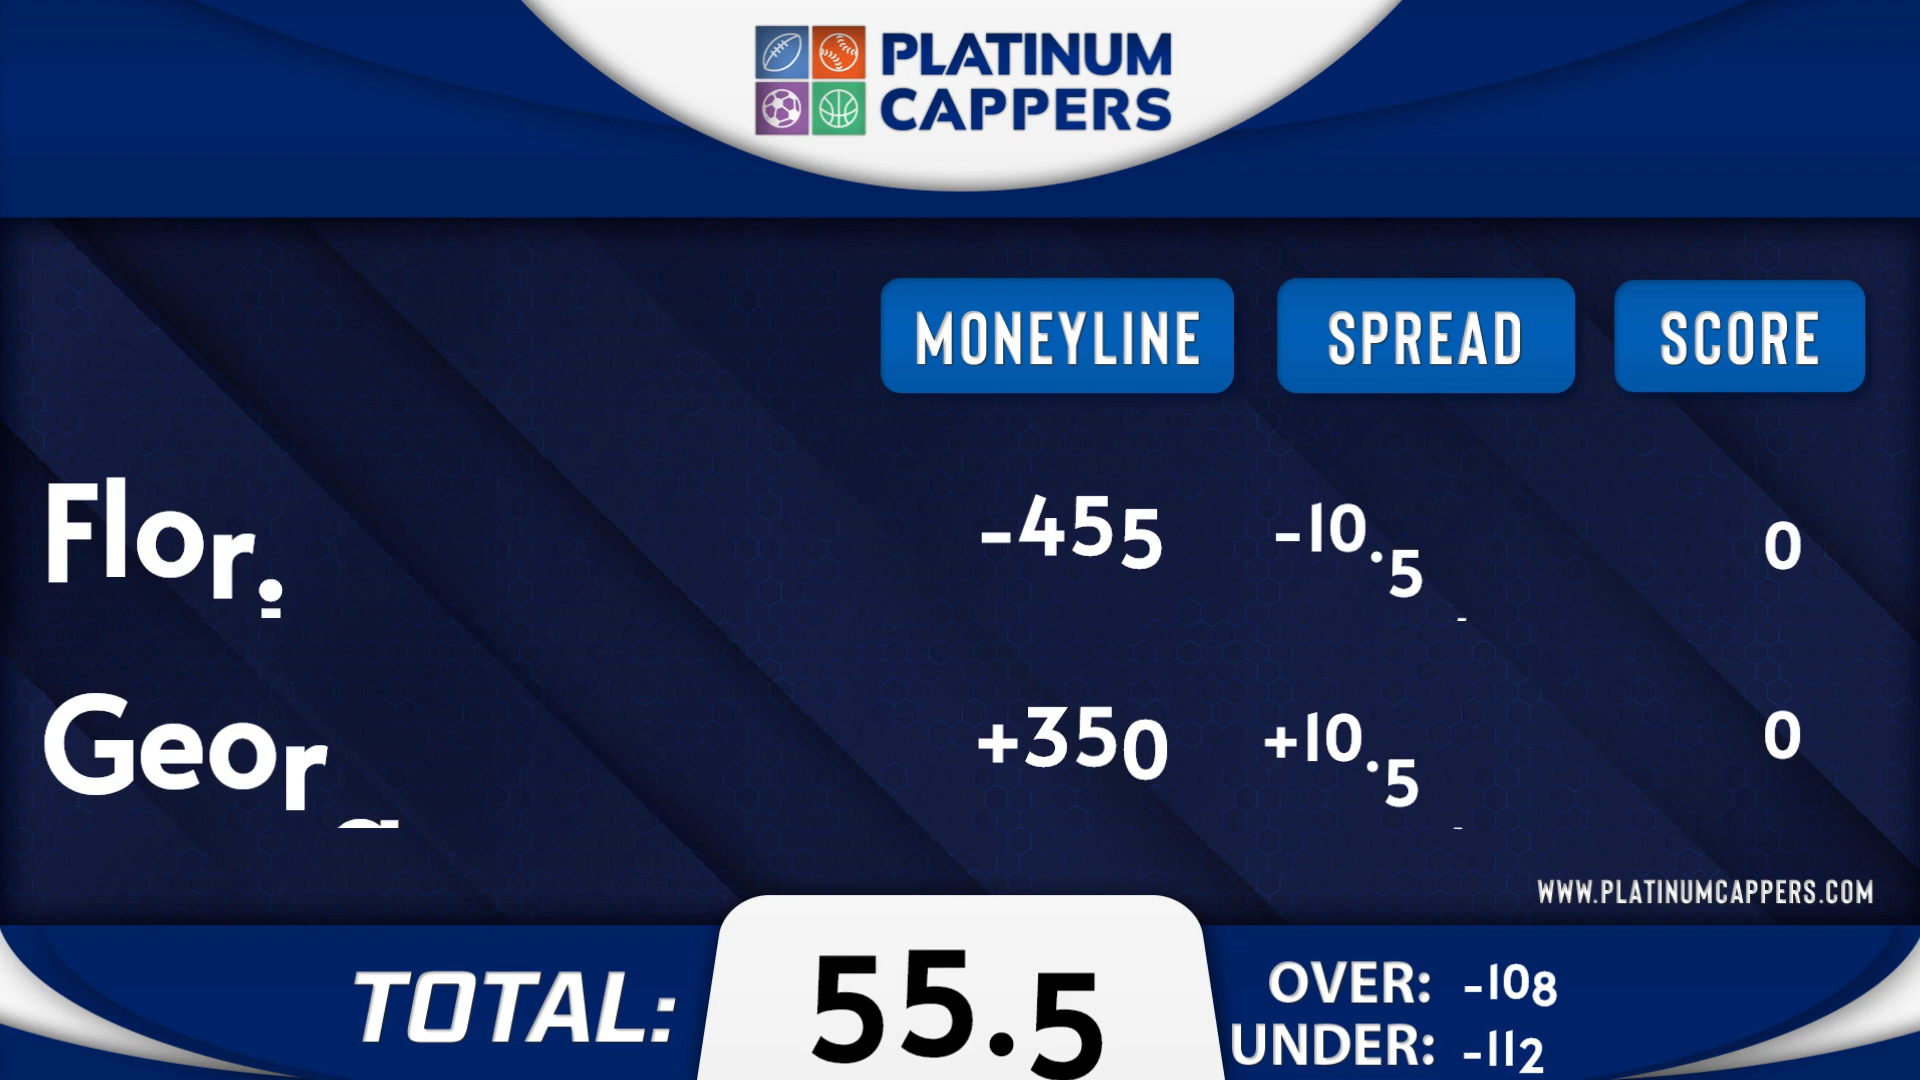 PLATINUM
CAPPERS
MONEYLINE SPREAD SCORE
Flor -455 -10.5 0
Geor +350 +10.5 0
WWW.PLATINUMCAPPERS.COM
TOTAL: 55.5 OVER: -108
UNDER: -112